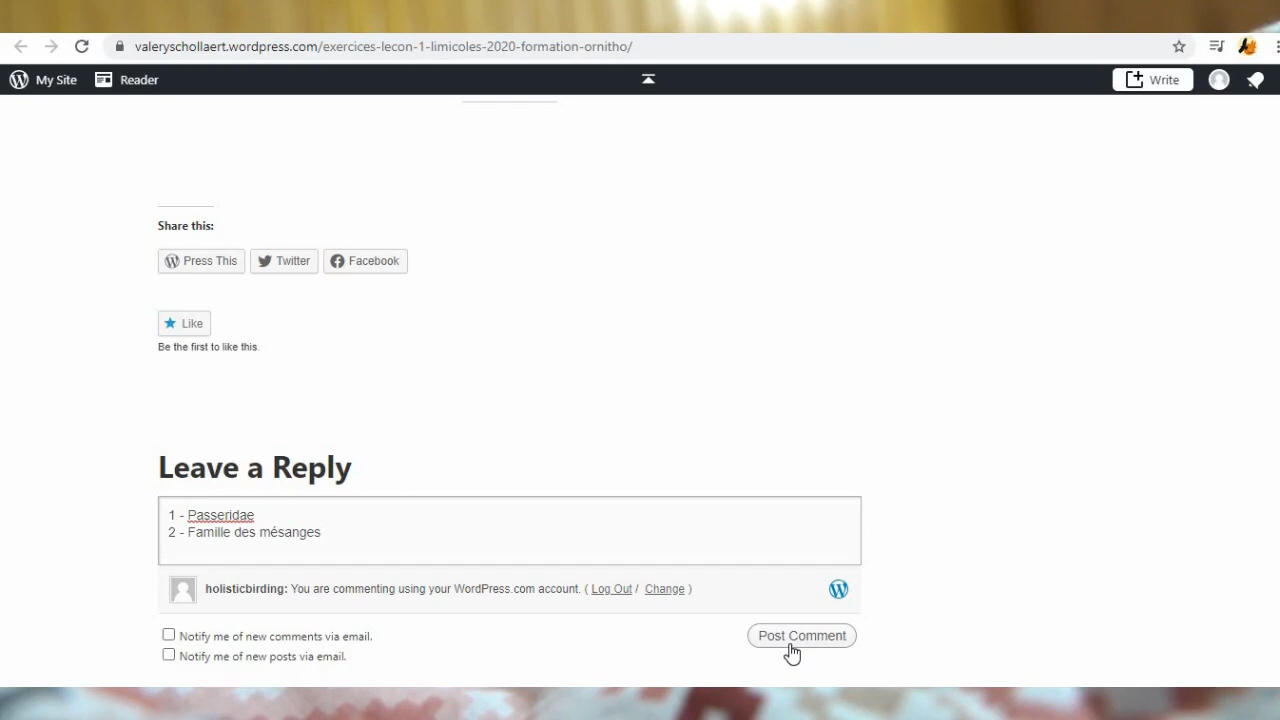 valeryschollaert.wordpress.com/exercices-lecon-1-limicoles-2020-formation-ornitho/
My Site Reader Write
Share this:
Press This Twitter Facebook
Like
Be the first to like this.
Leave a Reply
1 - Passeridae
2 - Famille des mésanges
holisticbirding: You are commenting using your WordPress.com account. ( Log Out / Change )
Notify me of new comments via email.
Post Comment
Notify me of new posts via email.